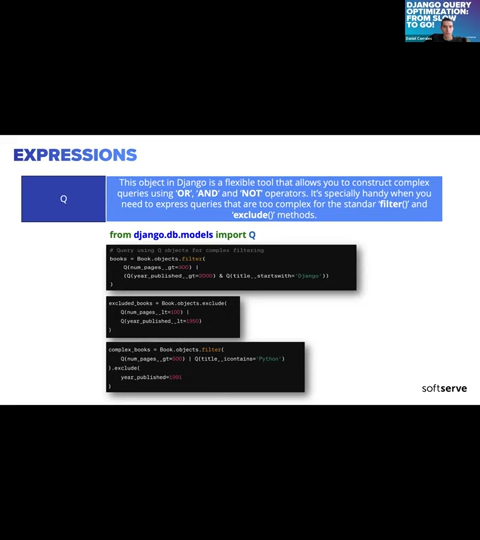 DJANGO QUERY
OPTIMIZATION:
FROM SLOW
TO GO!
EXPRESSIONS
Q
This object in Django is a flexible tool that allows you to construct complex
queries using 'OR', 'AND' and 'NOT' operators. It's specially handy when you
need to express queries that are too complex for the standar 'filter()' and
'exclude()' methods.
from django.db.models import Q
# Query using Q objects for complex filtering
books = Book.objects.filter(
Q(num_pages__gt=300) |
(Q(year_published__gt=2000) & Q(title__startswith='Django'))
)
excluded_books = Book.objects.exclude(
Q(num_pages__lt=100) |
Q(year_published__lt=1950)
)
complex_books = Book.objects.filter(
Q(num_pages__gt=500) | Q(title__icontains='Python')
).exclude(
)
softserve